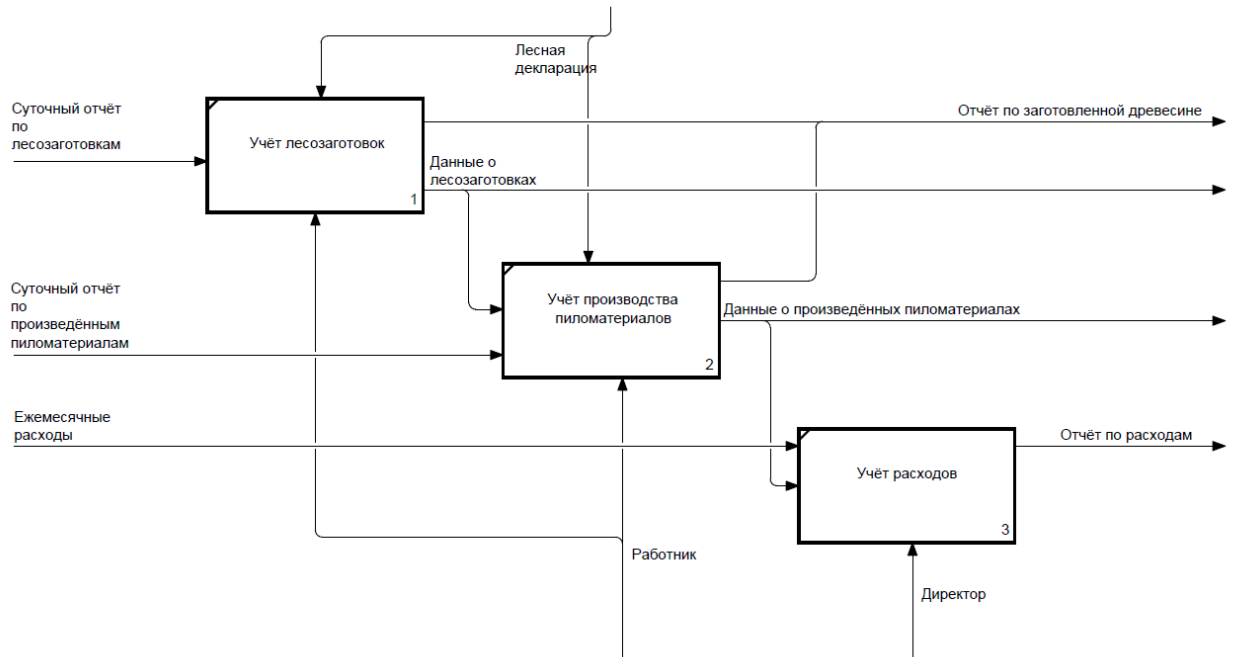 Лесная
декларация
Суточный отчёт
по
лесозаготовкам
Учёт лесозаготовок
1
Отчёт по заготовленной древесине
Данные о
лесозаготовках
Суточный отчёт
по
произведённым
пиломатериалам
Учёт производства
пиломатериалов
2
Данные о произведённых пиломатериалах
Ежемесячные
расходы
Учёт расходов
3
Отчёт по расходам
Работник
Директор